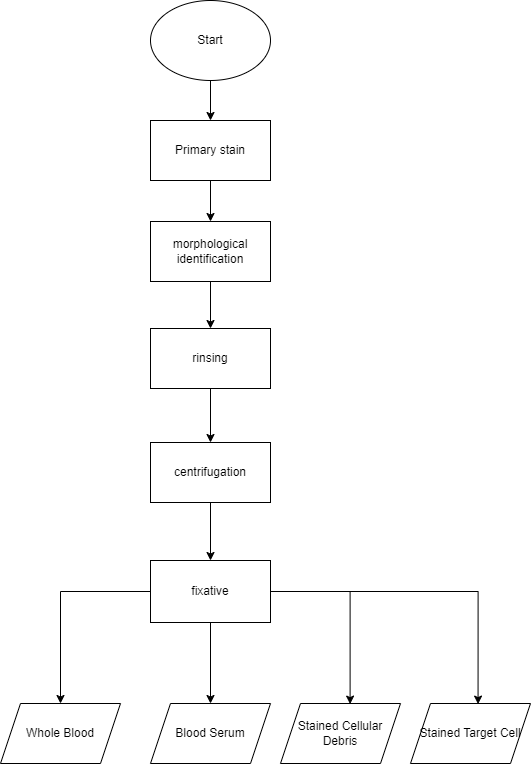 Start
Primary stain
morphological
identification
rinsing
centrifugation
fixative
Whole Blood
Blood Serum
Stained Cellular
Debris
Stained Target Cell